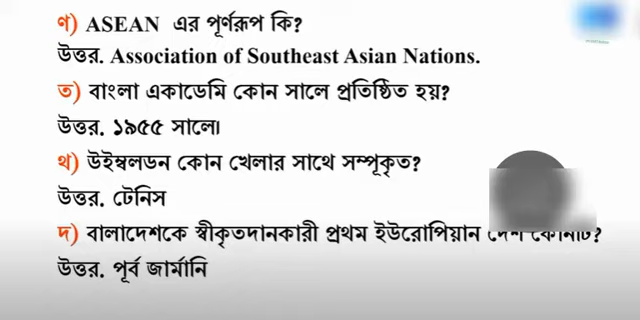 ণ) ASEAN এর পূর্ণরূপ কি?
উত্তর. Association of Southeast Asian Nations.
ত) বাংলা একাডেমি কোন সালে প্রতিষ্ঠিত হয়?
উত্তর. ১৯৫৫ সালে।
থ) উইম্বলডন কোন খেলার সাথে সম্পৃকৃত?
উত্তর. টেনিস
দ) বালাদেশকে স্বীকৃতদানকারী প্রথম ইউরোপিয়ান দেশ কোনটি?
উত্তর. পূর্ব জার্মানি